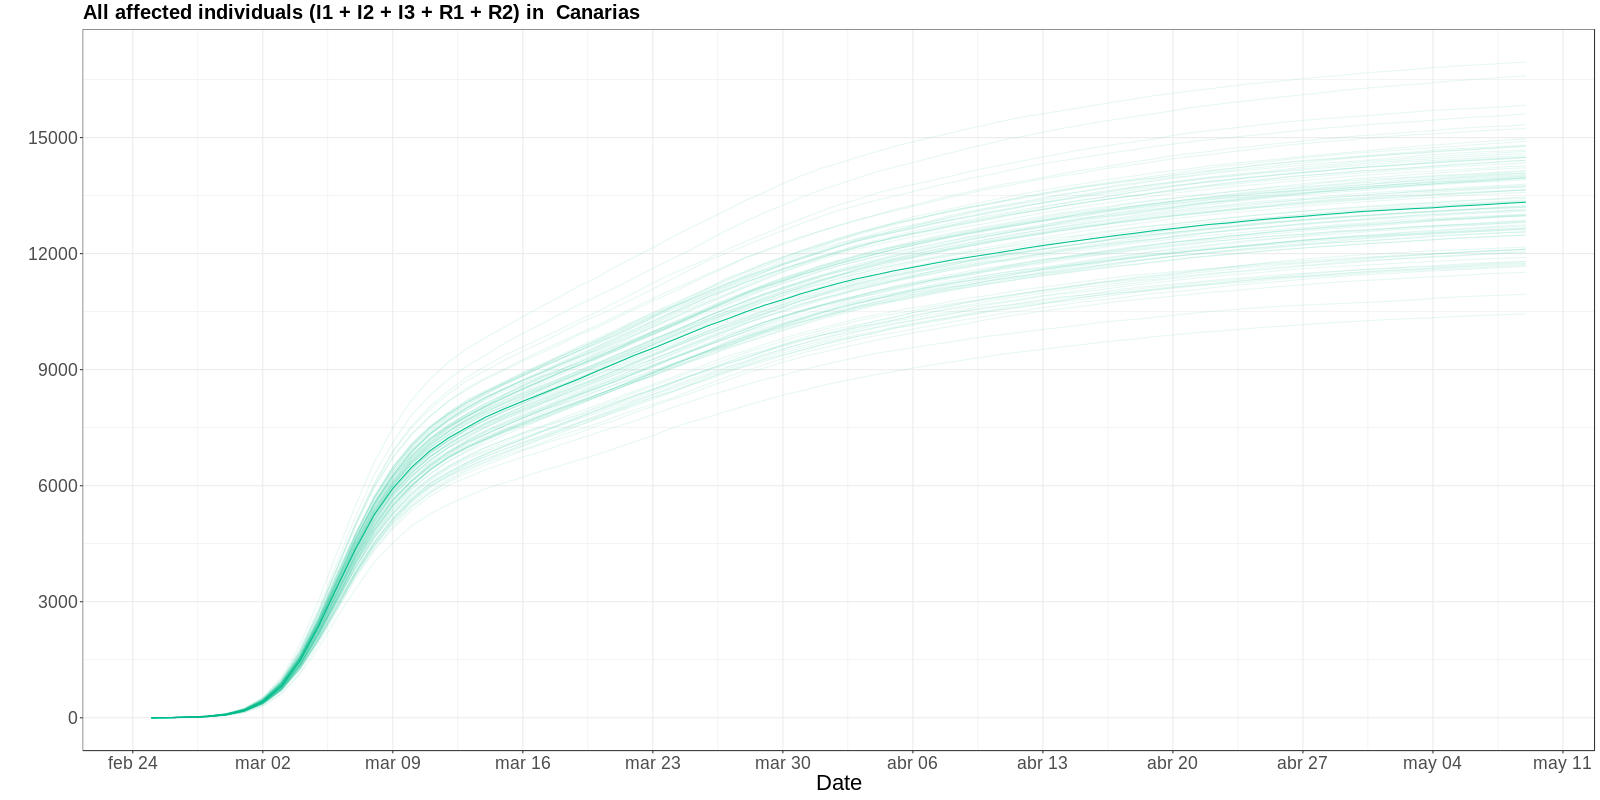 All affected individuals (I1 + I2 + I3 + R1 + R2) in  Canarias
15000
12000
9000
6000
3000
0
feb 24 mar 02 mar 09 mar 16 mar 23 mar 30 abr 06 abr 13 abr 20 abr 27 may 04 may 11
Date